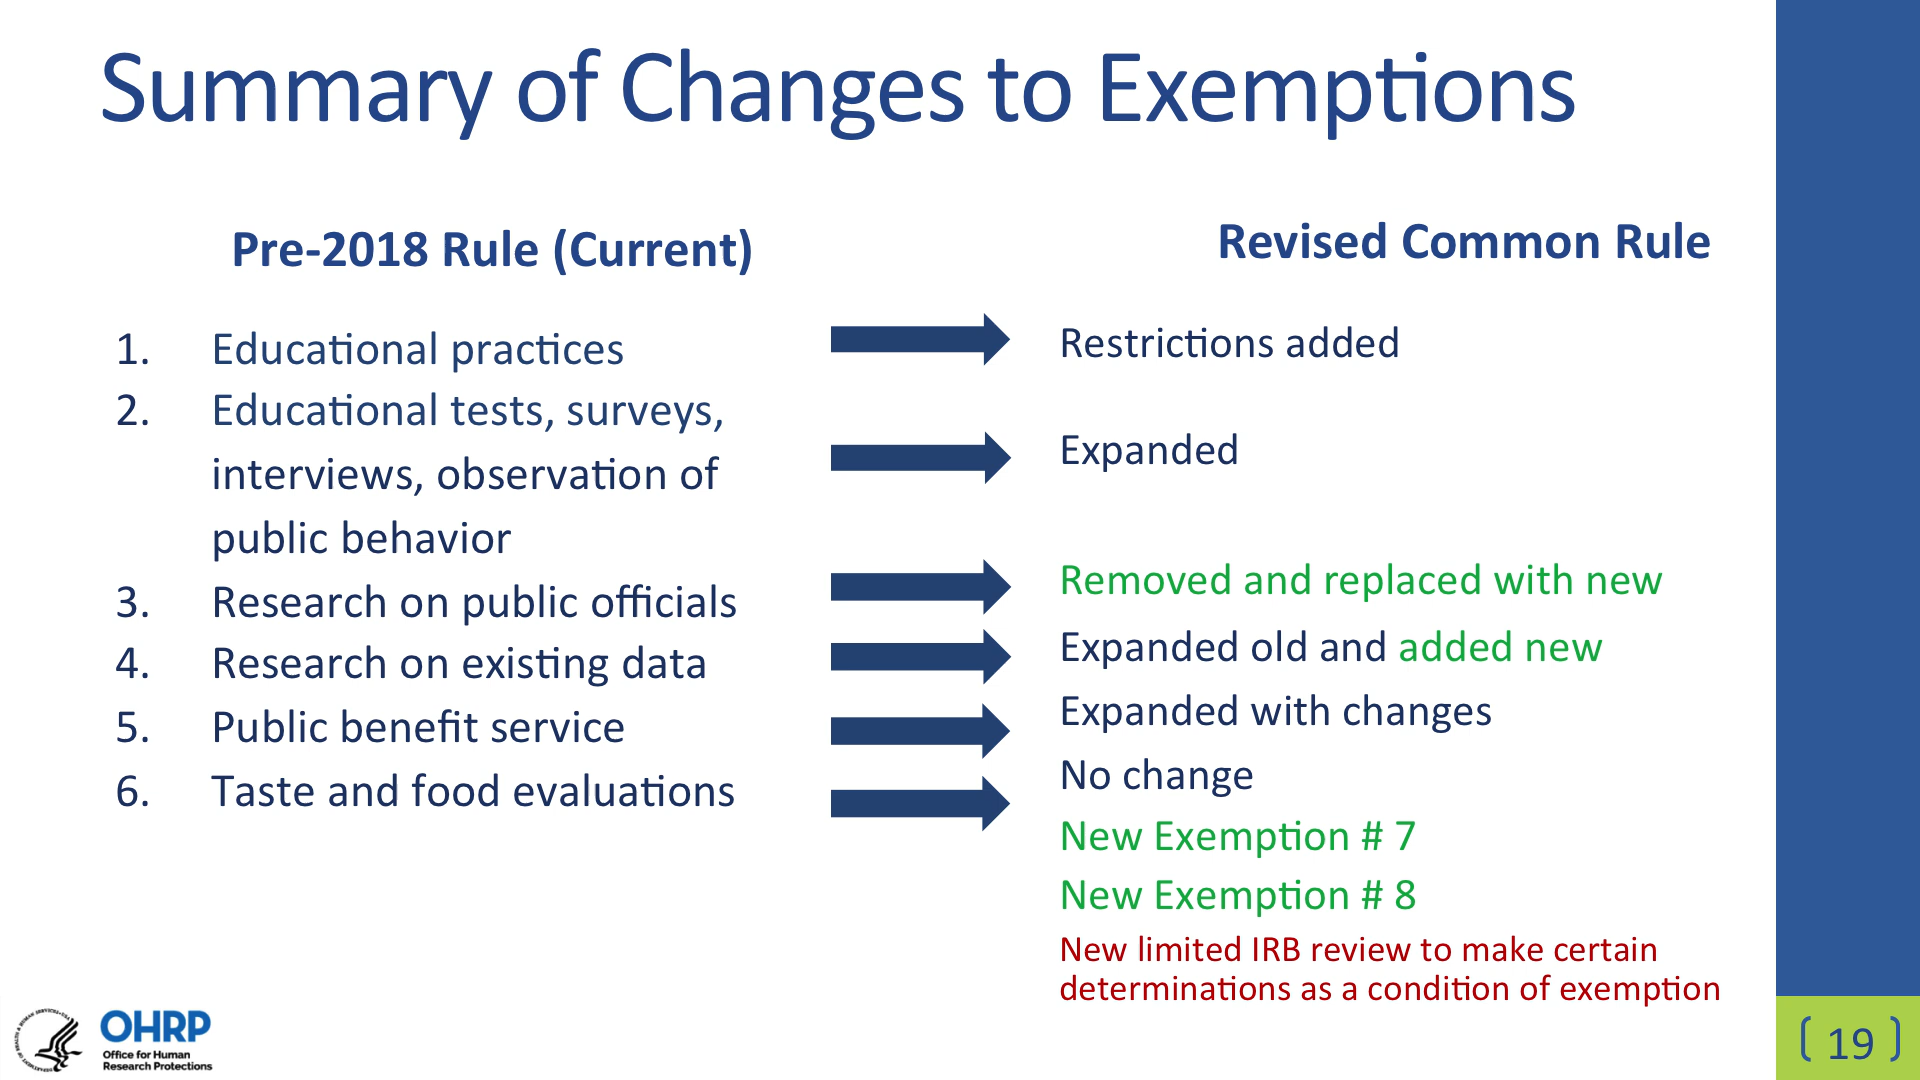 Summary of Changes to Exemptions
Pre-2018 Rule (Current)
1. Educational practices
2. Educational tests, surveys,
interviews, observation of
public behavior
3. Research on public officials
4. Research on existing data
5. Public benefit service
6. Taste and food evaluations
Revised Common Rule
Restrictions added
Expanded
Removed and replaced with new
Expanded old and added new
Expanded with changes
No change
New Exemption # 7
New Exemption # 8
New limited IRB review to make certain
determinations as a condition of exemption
OHRP
Office for Human
Research Protections
19